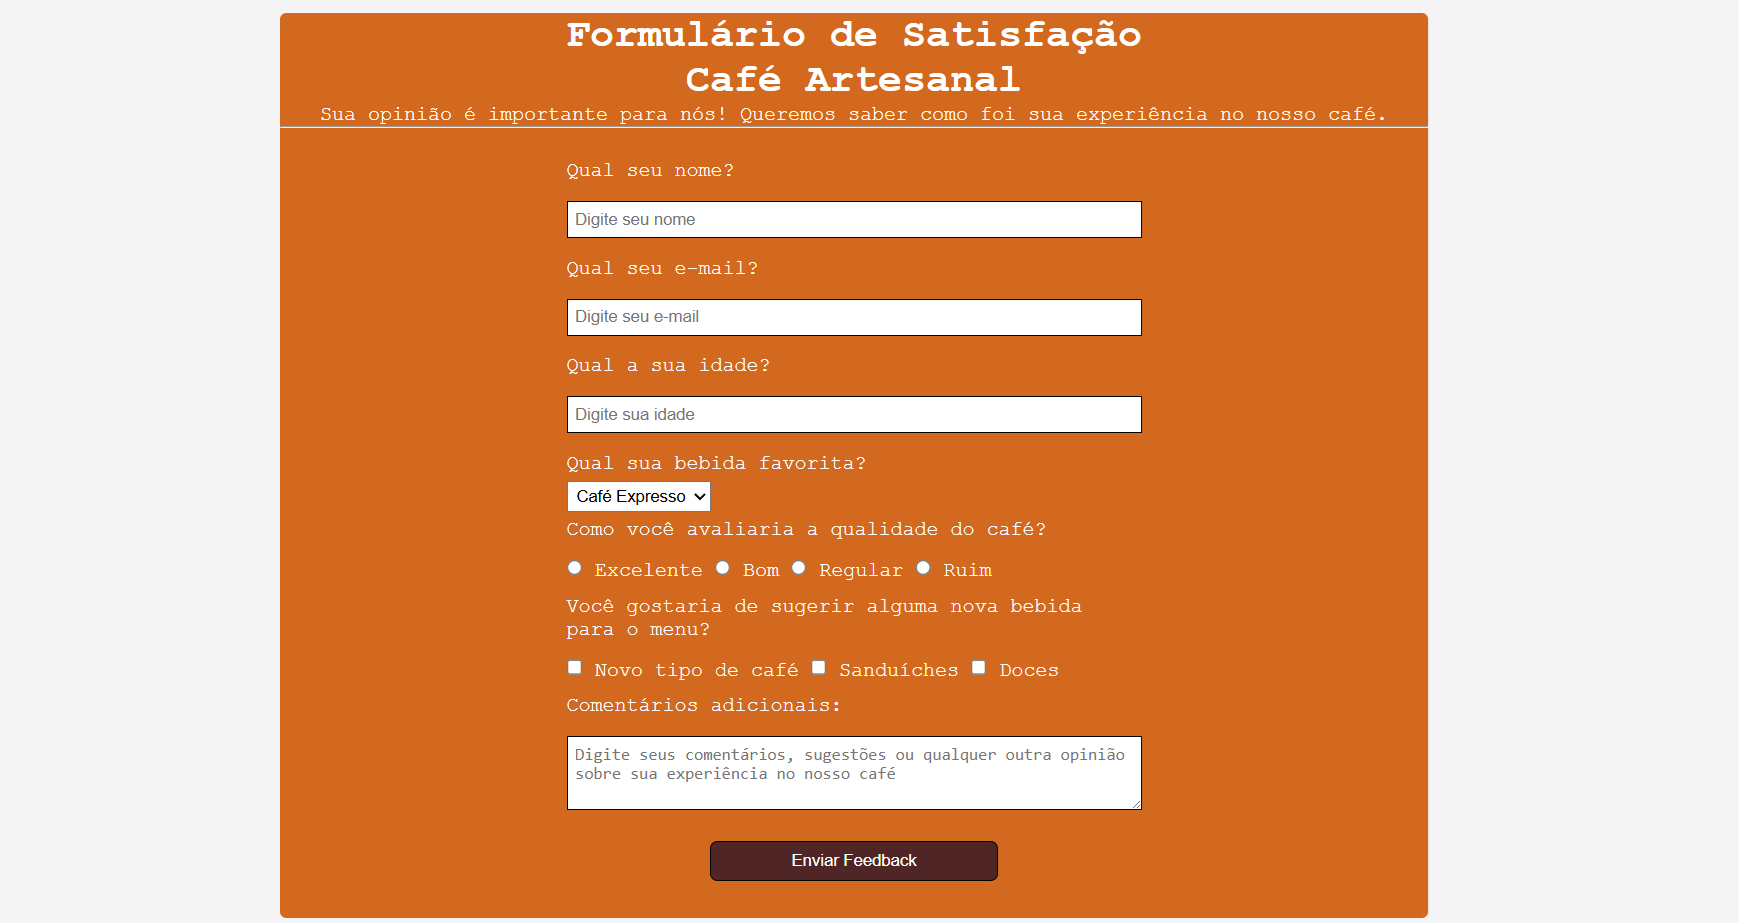 Formulário de Satisfação
Café Artesanal
Sua opinião é importante para nós! Queremos saber como foi sua experiência no nosso café.
Qual seu nome?
Digite seu nome
Qual seu e-mail?
Digite seu e-mail
Qual a sua idade?
Digite sua idade
Qual sua bebida favorita?
Café Expresso
Como você avaliaria a qualidade do café?
Excelente Bom Regular Ruim
Você gostaria de sugerir alguma nova bebida
para o menu?
Novo tipo de café Sanduíches Doces
Comentários adicionais:
Digite seus comentários, sugestões ou qualquer outra opinião
sobre sua experiência no nosso café
Enviar Feedback